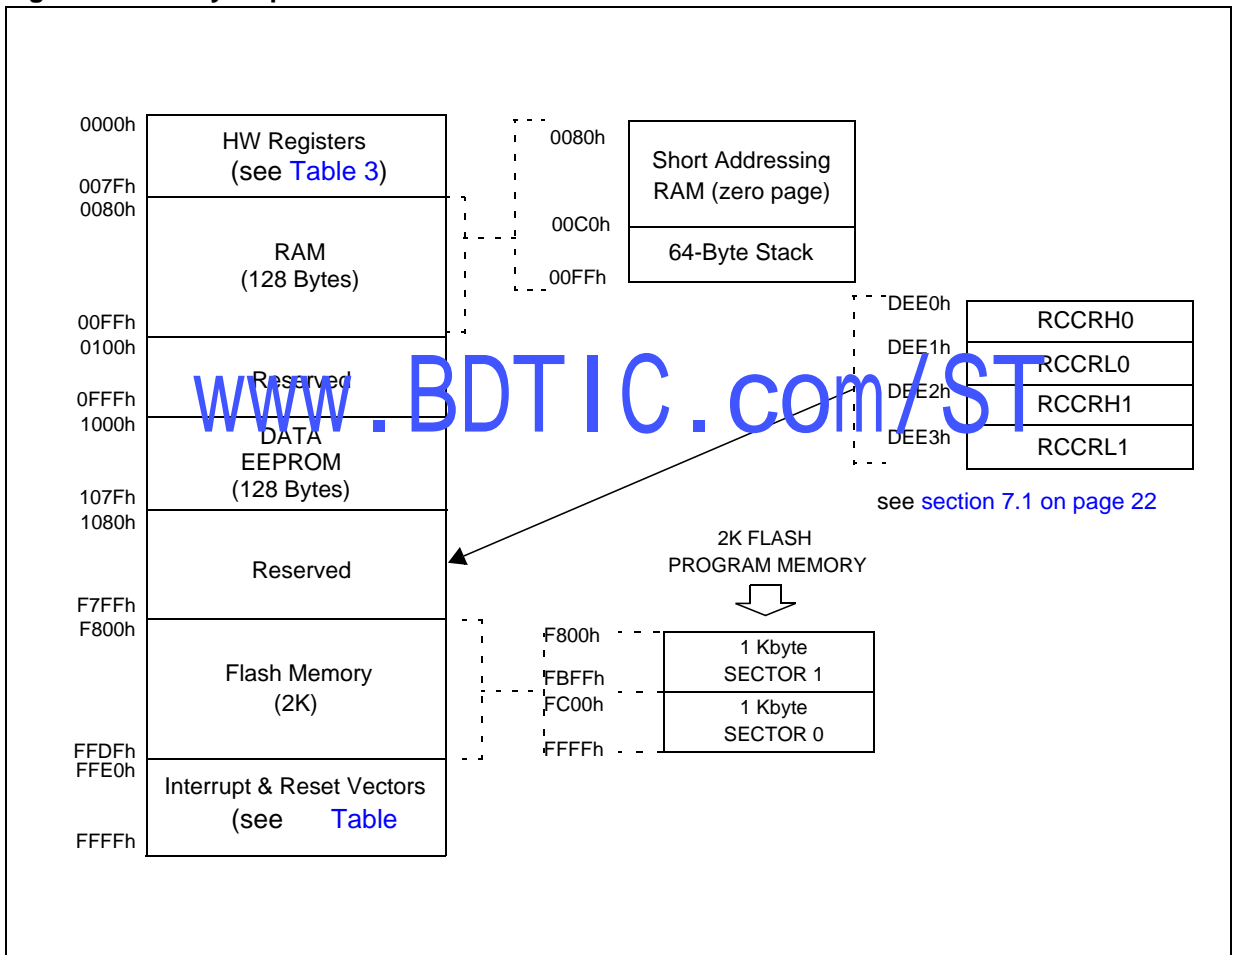 0000h
HW Registers
(see Table 3)
007Fh
0080h
RAM
(128 Bytes)
00FFh
0100h
Reserved
0FFFh
1000h
DATA
EEPROM
(128 Bytes)
107Fh
1080h
Reserved
F7FFh
F800h
Flash Memory
(2K)
FFDFh
FFE0h
Interrupt & Reset Vectors
(see Table
FFFFh
0080h
Short Addressing
RAM (zero page)
00C0h
64-Byte Stack
00FFh
DEE0h
RCCRH0
DEE1h
RCCRL0
DEE2h
RCCRH1
DEE3h
RCCRL1
see section 7.1 on page 22
2K FLASH
PROGRAM MEMORY
F800h
1 Kbyte
SECTOR 1
FBFFh
FC00h
1 Kbyte
SECTOR 0
FFFFh
www.BDTIC.com/ST